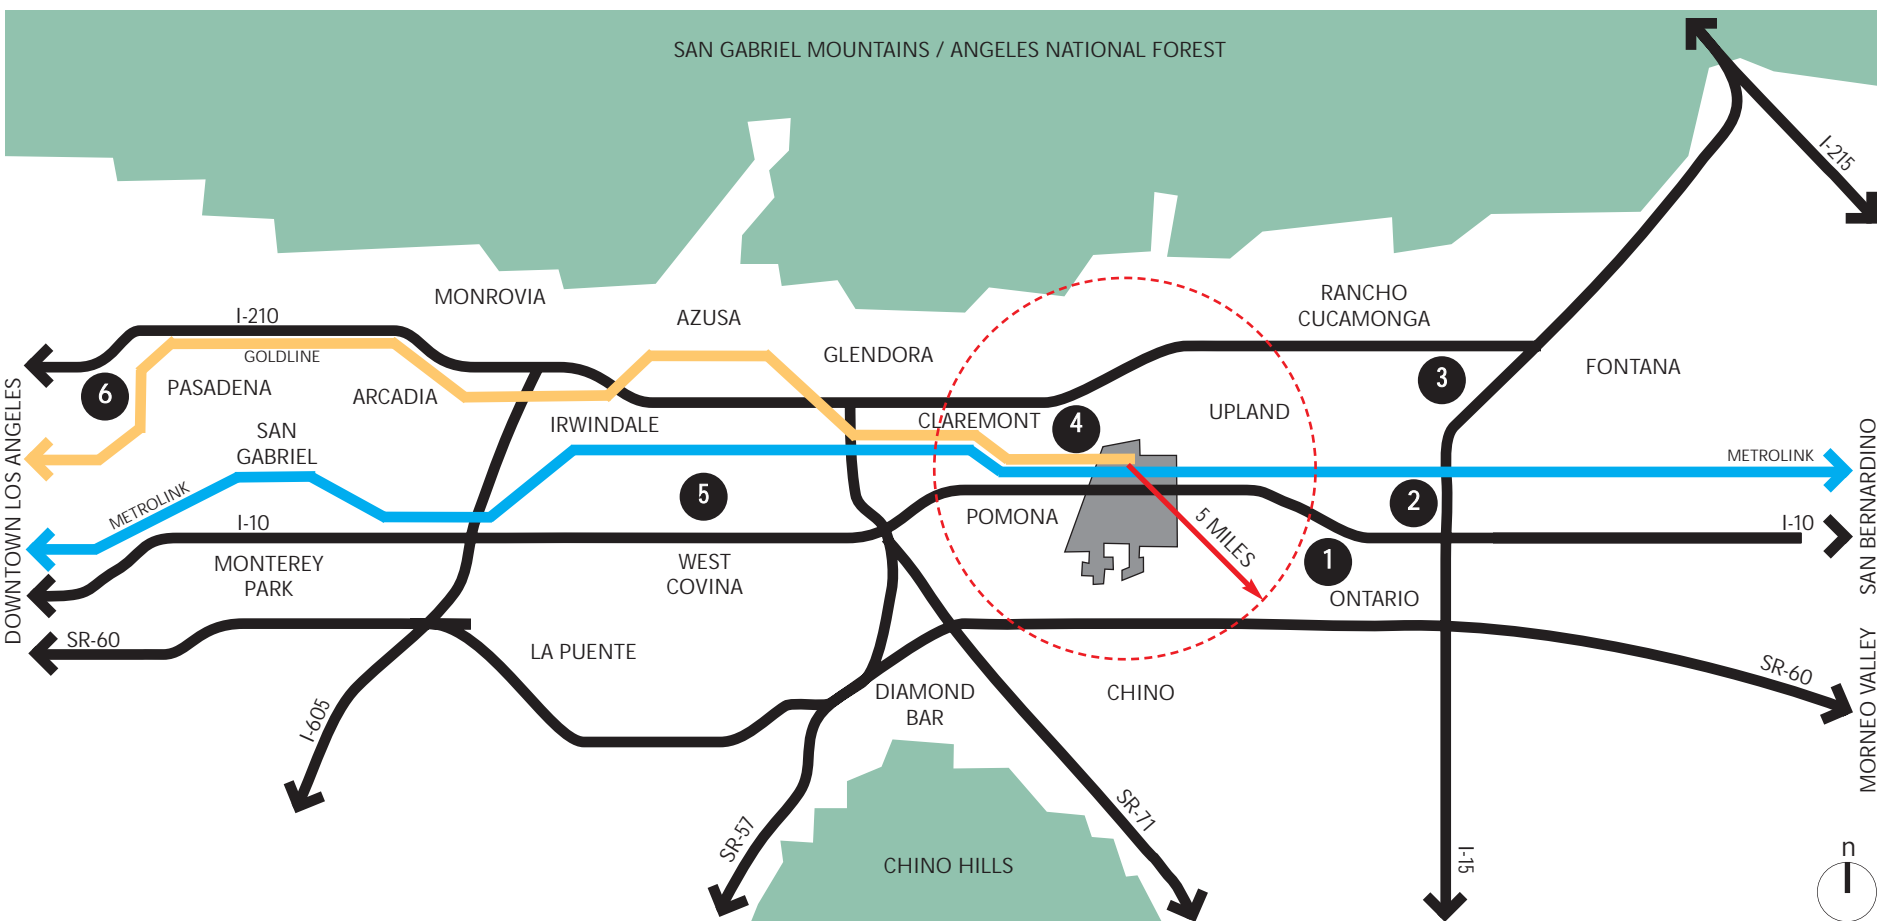 SAN GABRIEL MOUNTAINS / ANGELES NATIONAL FOREST
I-215
MONROVIA
RANCHO
CUCAMONGA
I-210
AZUSA
GOLDLINE
GLENDORA
FONTANA
6
PASADENA
ARCADIA
3
IRWINDALE
CLAREMONT
4
UPLAND
SAN
GABRIEL
METROLINK
METROLINK
5
2
I-10
POMONA
5 MILES
I-10
MONTEREY
PARK
WEST
COVINA
1
ONTARIO
DOWNTOWN LOS ANGELES
SAN BERNARDINO
SR-60
LA PUENTE
SR-60
MORNEO VALLEY
I-605
DIAMOND
BAR
CHINO
SR-57
SR-71
CHINO HILLS
I-15
n